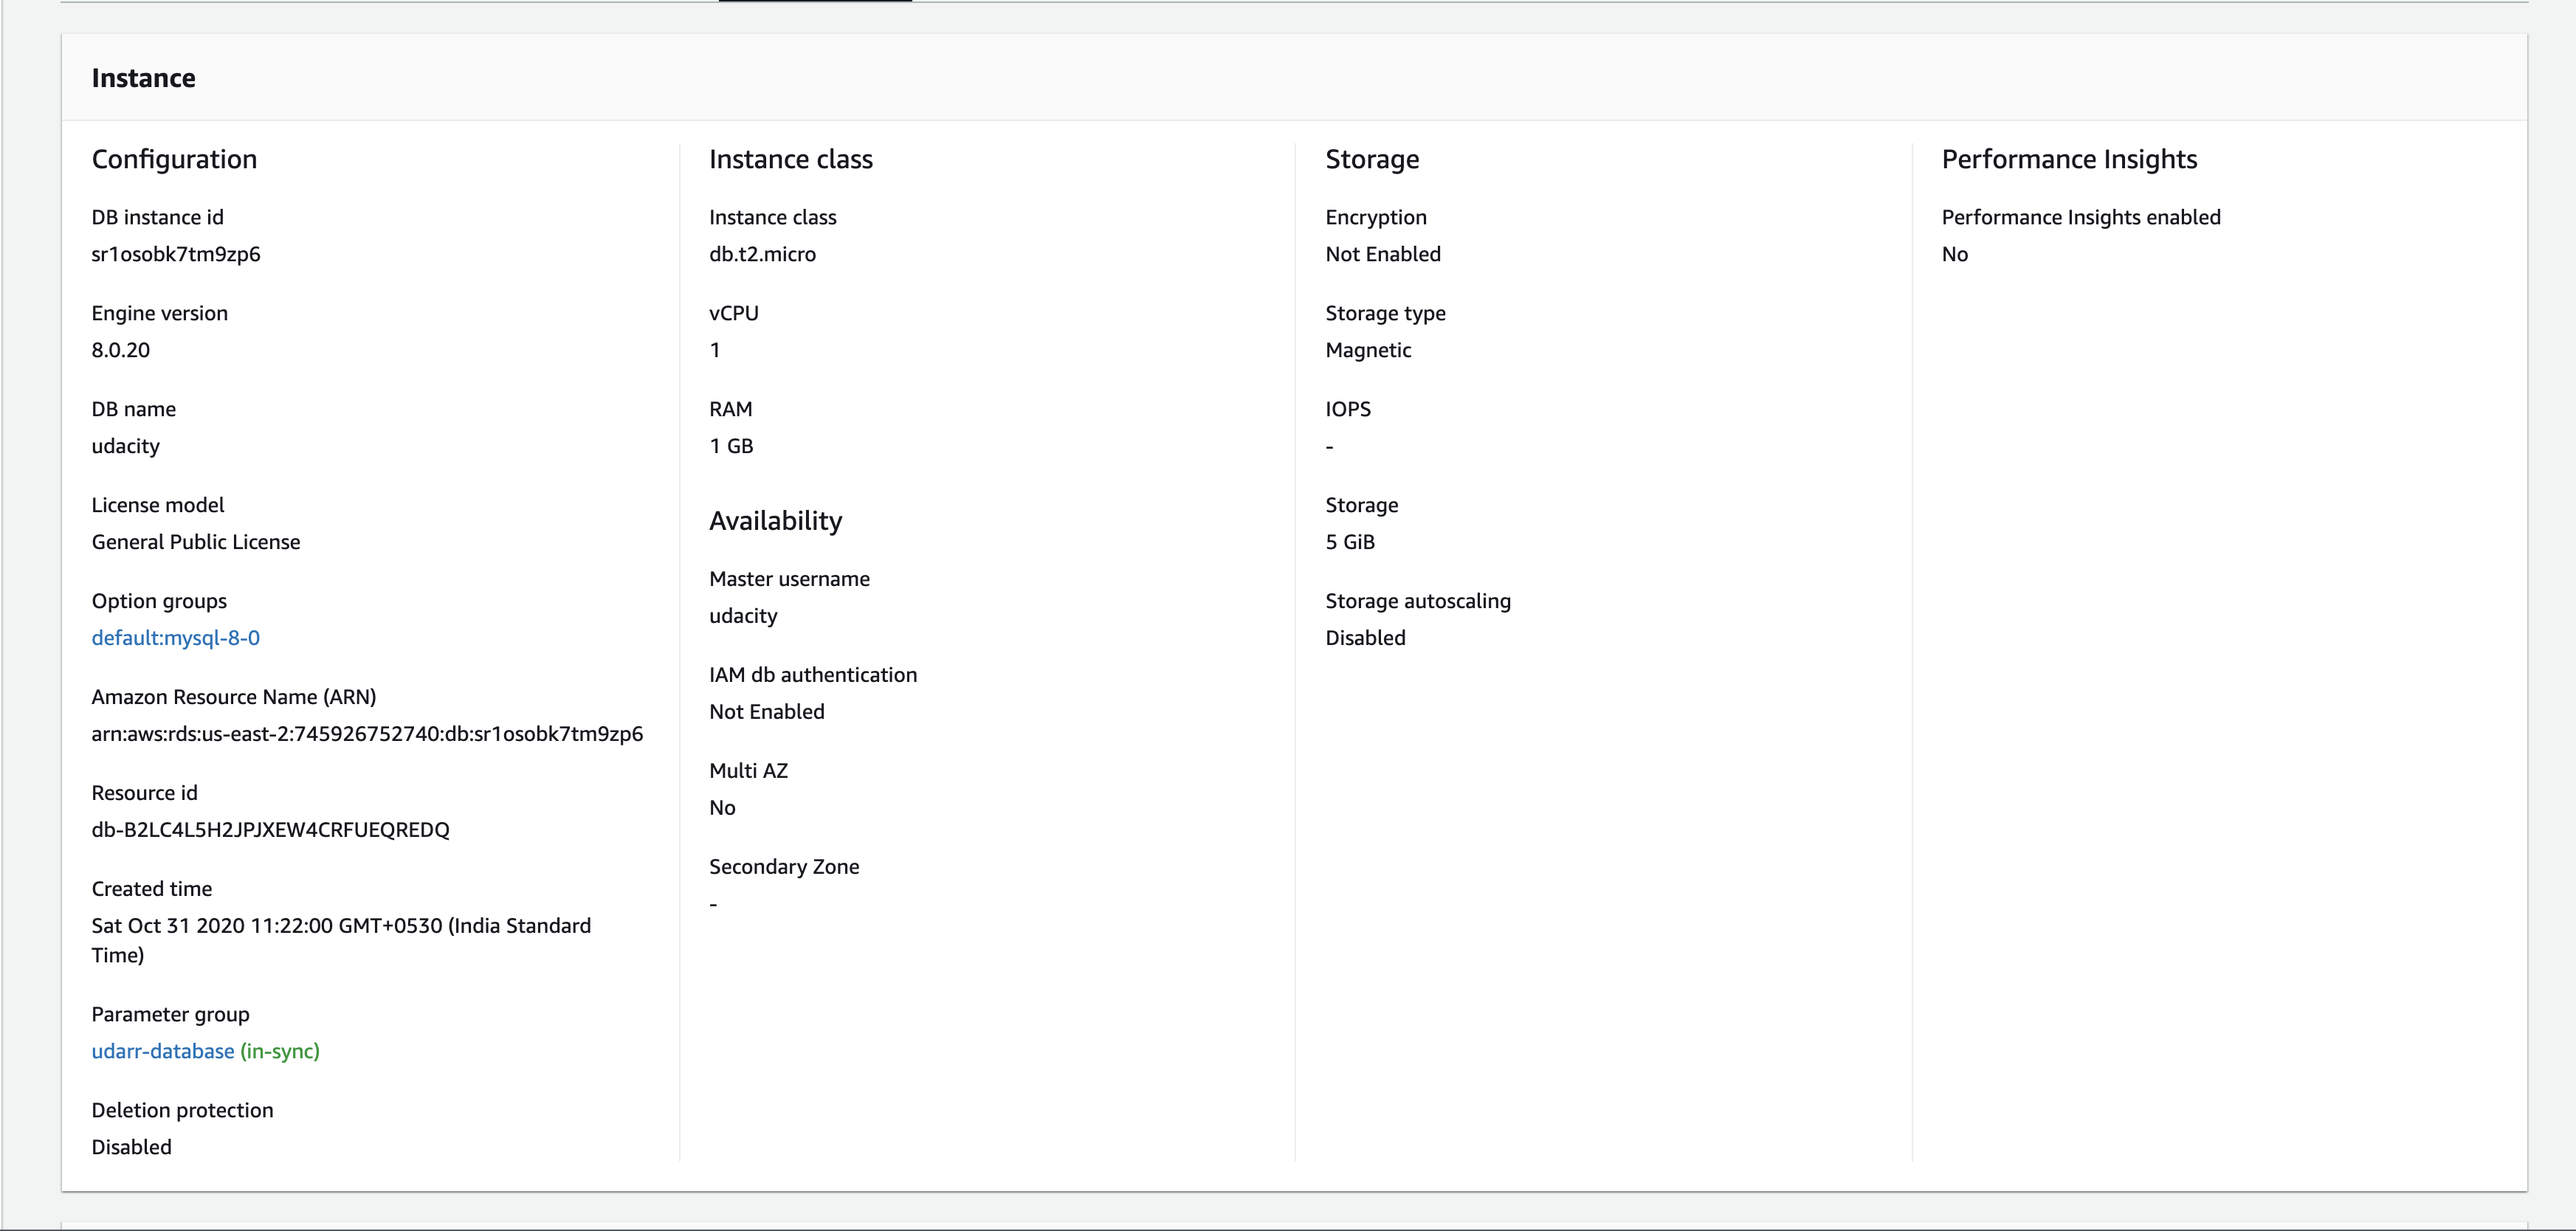 Instance
Configuration
DB instance id
sr1osobk7tm9zp6
Engine version
8.0.20
DB name
udacity
License model
General Public License
Option groups
default:mysql-8-0
Amazon Resource Name (ARN)
arn:aws:rds:us-east-2:745926752740:db:sr1osobk7tm9zp6
Resource id
db-B2LC4L5H2JPJXEW4CRFUEQREDQ
Created time
Sat Oct 31 2020 11:22:00 GMT+0530 (India Standard
Time)
Parameter group
udarr-database (in-sync)
Deletion protection
Disabled
Instance class
Instance class
db.t2.micro
vCPU
1
RAM
1 GB
Availability
Master username
udacity
IAM db authentication
Not Enabled
Multi AZ
No
Secondary Zone
-
Storage
Encryption
Not Enabled
Storage type
Magnetic
IOPS
-
Storage
5 GiB
Storage autoscaling
Disabled
Performance Insights
Performance Insights enabled
No